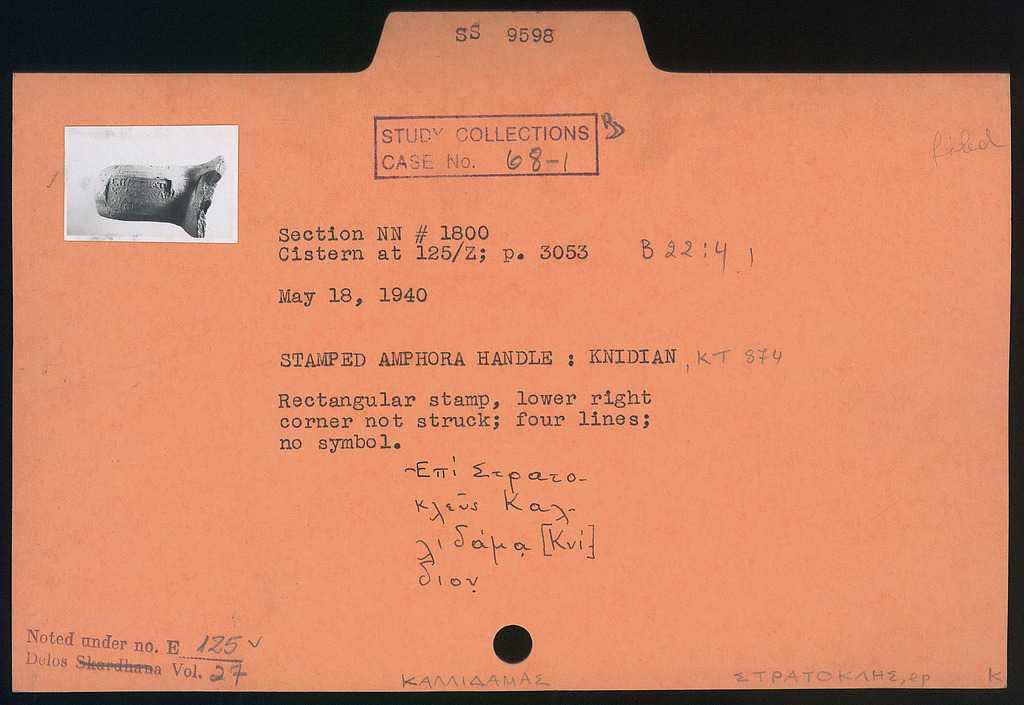 SS 9598
STUDY COLLECTIONS
CASE No. 68-1
filed
Section NN # 1800
Cistern at 125/Z; p. 3053 B 22:4
May 18, 1940
STAMPED AMPHORA HANDLE : KNIDIAN, KT 874
Rectangular stamp, lower right
corner not struck; four lines;
no symbol.
Ἐπὶ Στρατο-
κλεῦς Καλ-
λιδάμα [Κνί]
διον
Noted under no. E 125 ✓
Delos Skardhana Vol. 27
ΚΑΛΛΙΔΑΜΑΣ
ΣΤΡΑΤΟΚΛΗΣ, ep
K